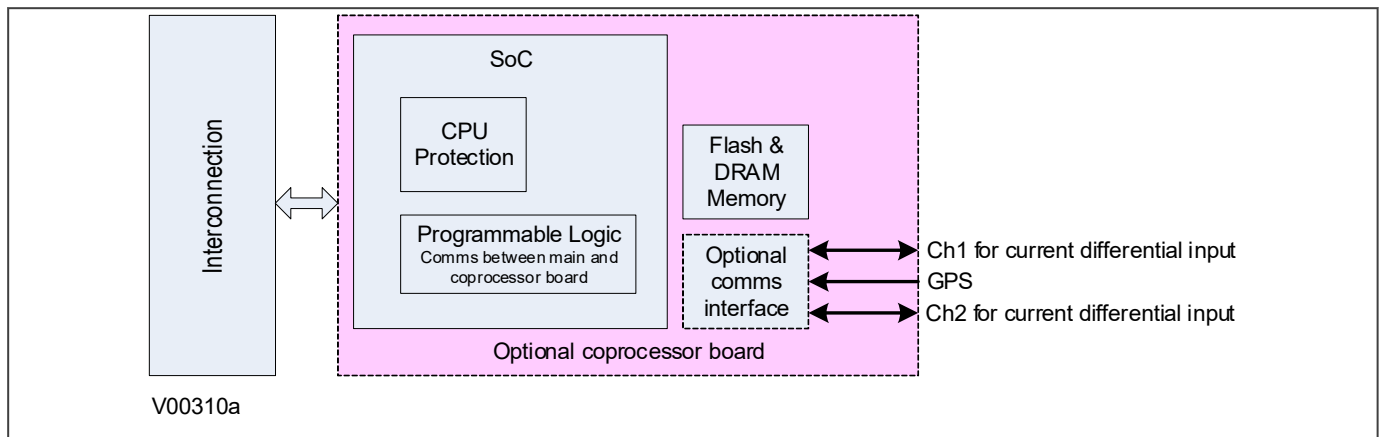 Interconnection
SoC
CPU
Protection
Programmable Logic
Comms between main and
coprocessor board
Flash &
DRAM
Memory
Optional
comms
interface
Ch1 for current differential input
GPS
Ch2 for current differential input
Optional coprocessor board
V00310a